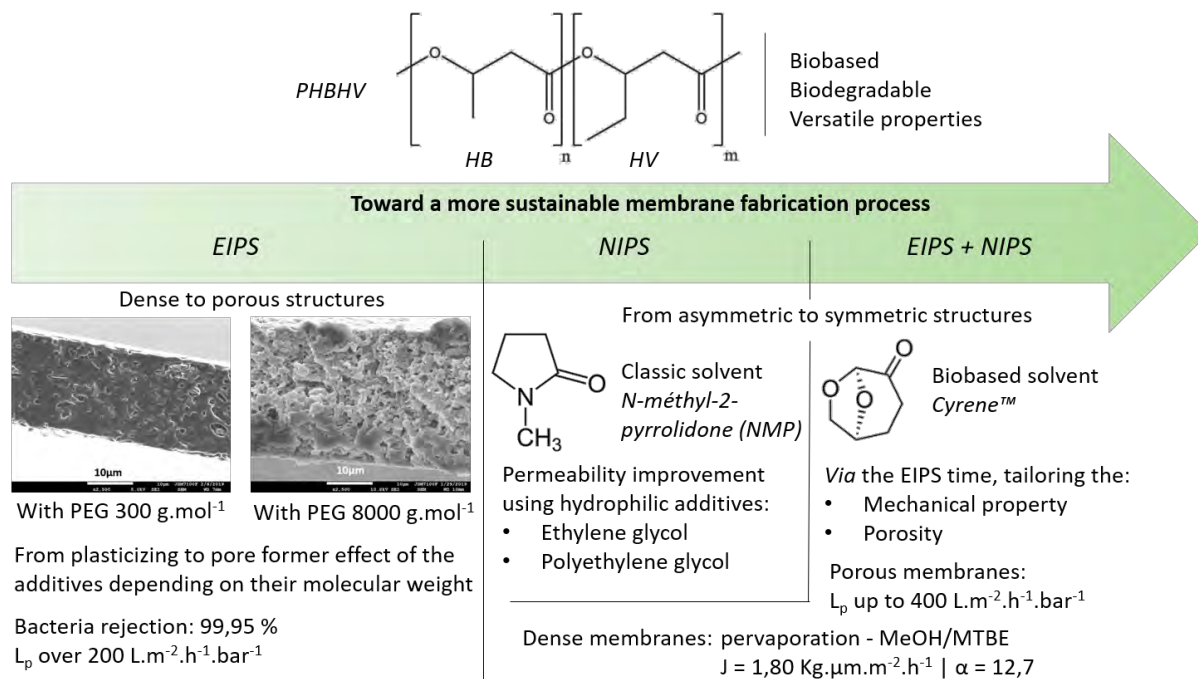 PHBHV
O
O
n
HB
O
O
m
HV
Biobased
Biodegradable
Versatile properties
Toward a more sustainable membrane fabrication process
EIPS
NIPS
EIPS + NIPS
Dense to porous structures
10µm
10µm
With PEG 300 g.mol-1
With PEG 8000 g.mol-1
From plasticizing to pore former effect of the
additives depending on their molecular weight
Bacteria rejection: 99,95 %
Lp over 200 L.m-2.h-1.bar-1
From asymmetric to symmetric structures
N
O
CH3
Classic solvent
N-méthyl-2-
pyrrolidone (NMP)
Permeability improvement
using hydrophilic additives:
• Ethylene glycol
• Polyethylene glycol
O
O
O
Biobased solvent
Cyrene™
Via the EIPS time, tailoring the:
• Mechanical property
• Porosity
Porous membranes:
Lp up to 400 L.m-2.h-1.bar-1
Dense membranes: pervaporation - MeOH/MTBE
J = 1,80 Kg.µm.m-2.h-1 | α = 12,7